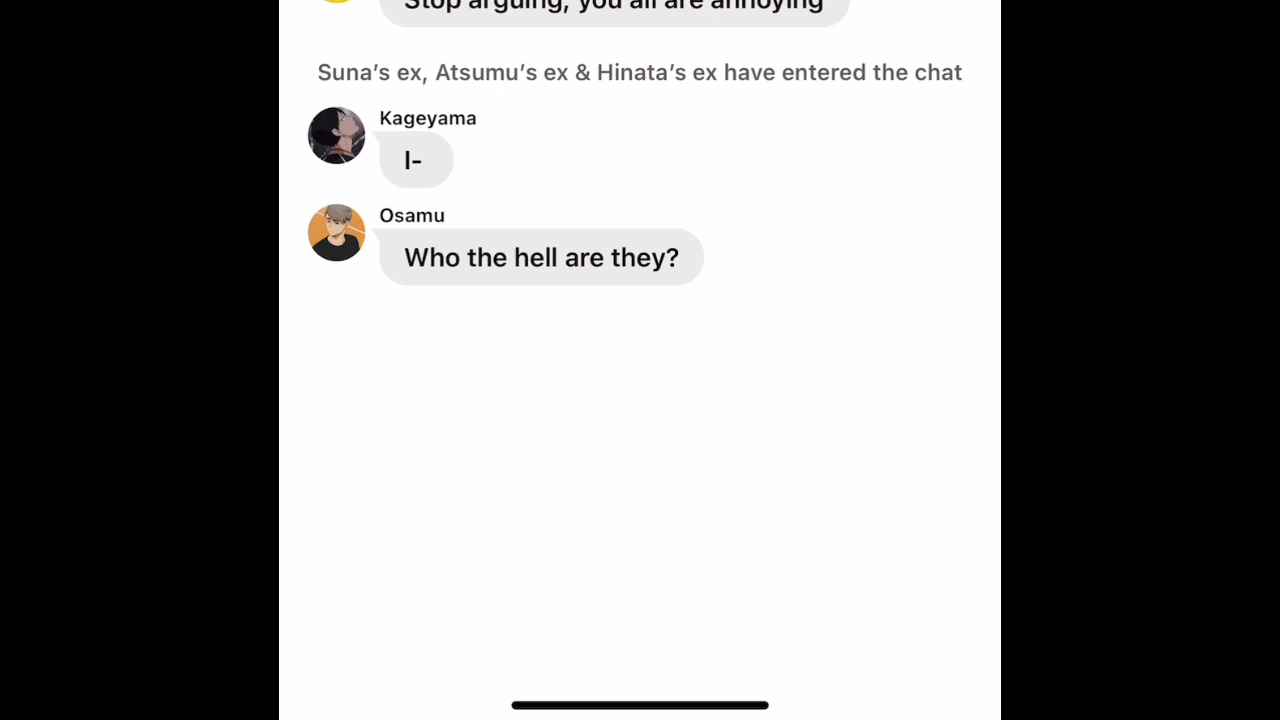 Stop arguing, you all are annoying
Suna’s ex, Atsumu’s ex & Hinata’s ex have entered the chat
Kageyama
I-
Osamu
Who the hell are they?